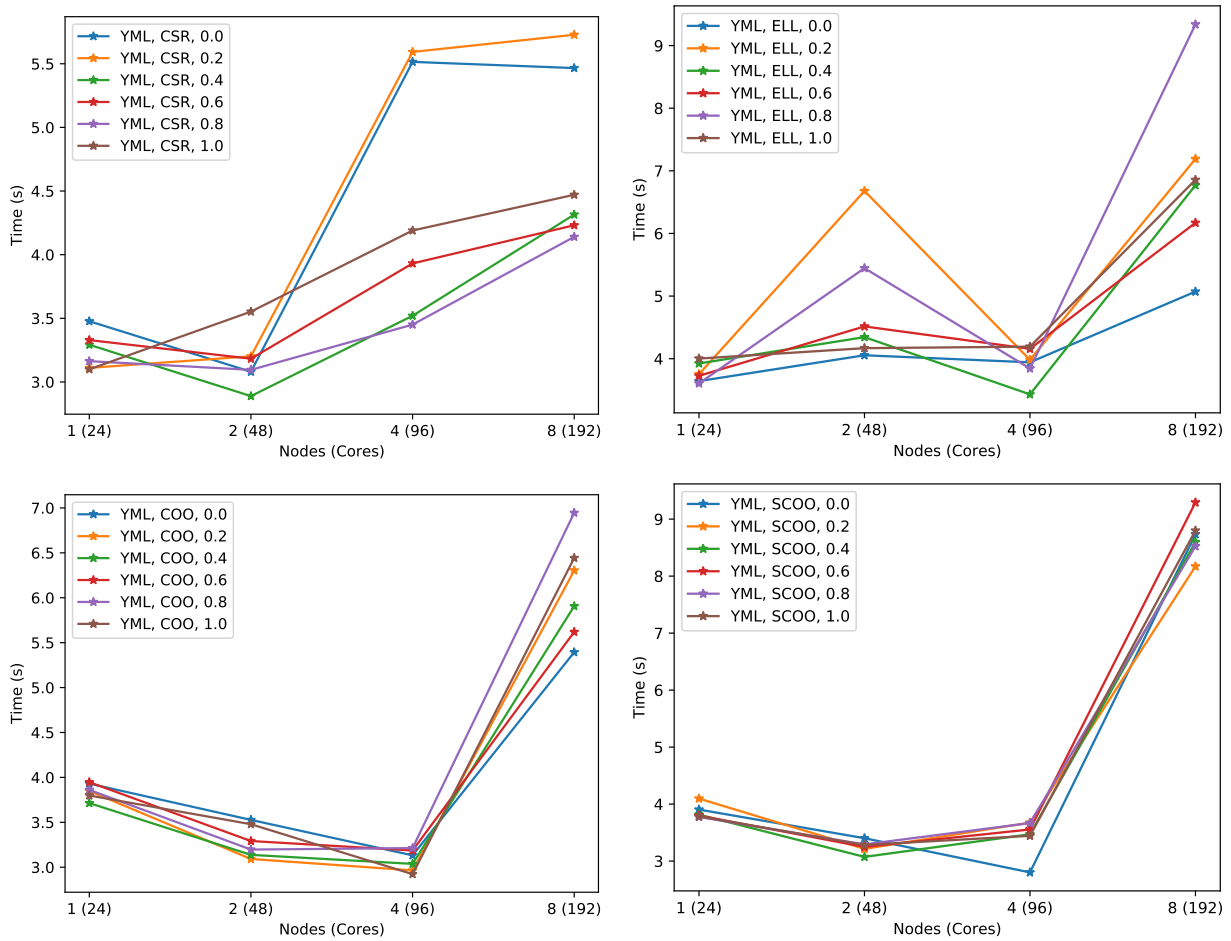 YML, CSR, 0.0
YML, CSR, 0.2
YML, CSR, 0.4
YML, CSR, 0.6
YML, CSR, 0.8
YML, CSR, 1.0
5.5
5.0
4.5
4.0
3.5
3.0
Time (s)
1 (24) 2 (48) 4 (96) 8 (192)
Nodes (Cores)
YML, ELL, 0.0
YML, ELL, 0.2
YML, ELL, 0.4
YML, ELL, 0.6
YML, ELL, 0.8
YML, ELL, 1.0
9
8
7
6
5
4
Time (s)
1 (24) 2 (48) 4 (96) 8 (192)
Nodes (Cores)
YML, COO, 0.0
YML, COO, 0.2
YML, COO, 0.4
YML, COO, 0.6
YML, COO, 0.8
YML, COO, 1.0
7.0
6.5
6.0
5.5
5.0
4.5
4.0
3.5
3.0
Time (s)
1 (24) 2 (48) 4 (96) 8 (192)
Nodes (Cores)
YML, SCOO, 0.0
YML, SCOO, 0.2
YML, SCOO, 0.4
YML, SCOO, 0.6
YML, SCOO, 0.8
YML, SCOO, 1.0
9
8
7
6
5
4
3
Time (s)
1 (24) 2 (48) 4 (96) 8 (192)
Nodes (Cores)